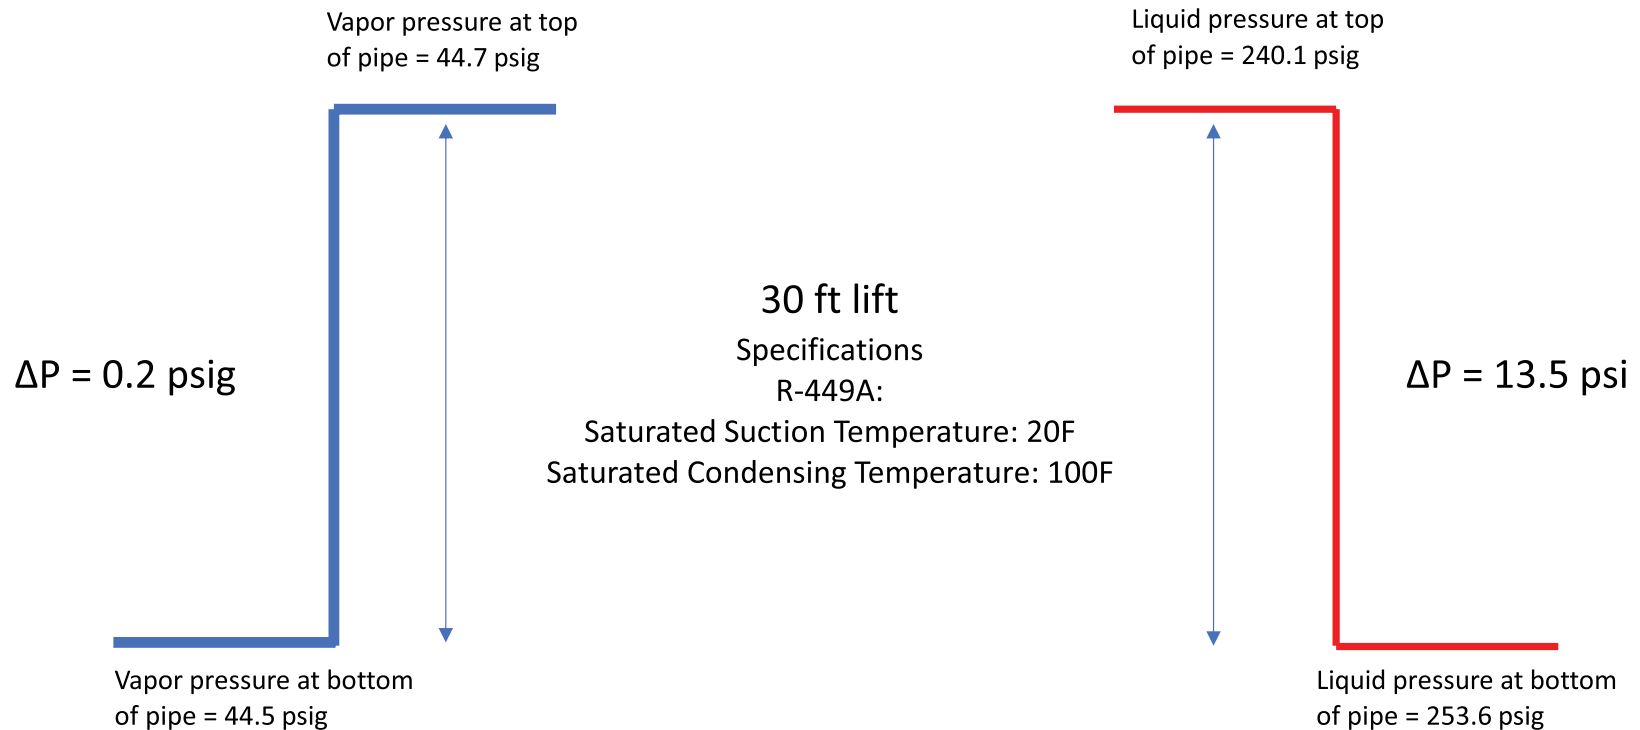 Vapor pressure at top
of pipe = 44.7 psig
Liquid pressure at top
of pipe = 240.1 psig
30 ft lift
Specifications
R-449A:
Saturated Suction Temperature: 20F
Saturated Condensing Temperature: 100F
ΔP = 0.2 psig
ΔP = 13.5 psi
Vapor pressure at bottom
of pipe = 44.5 psig
Liquid pressure at bottom
of pipe = 253.6 psig